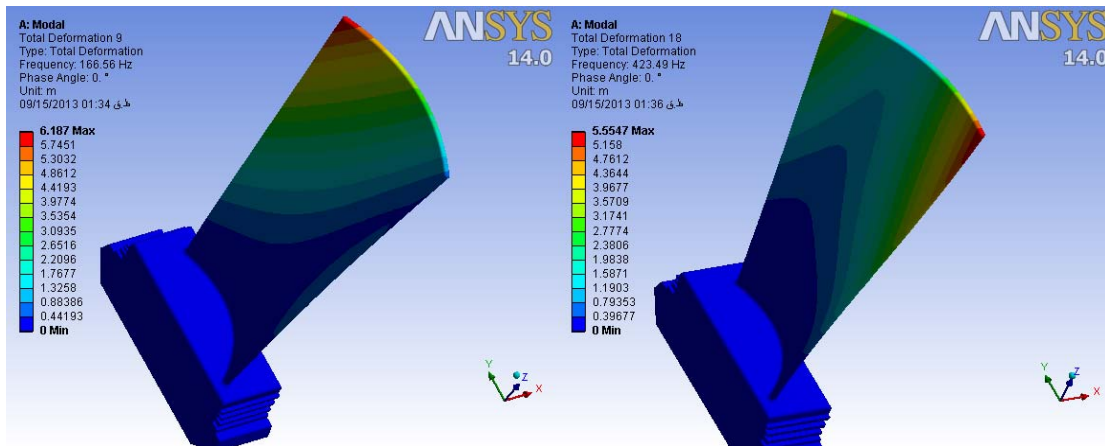 A: Modal
Total Deformation 9
Type: Total Deformation
Frequency: 166.56 Hz
Phase Angle: 0. °
Unit: m
09/15/2013 01:34 ظ.ق
6.187 Max
5.7451
5.3032
4.8612
4.4193
3.9774
3.5354
3.0935
2.6516
2.2096
1.7677
1.3258
0.88386
0.44193
0 Min
ANSYS
14.0
Y
Z
X
A: Modal
Total Deformation 18
Type: Total Deformation
Frequency: 423.49 Hz
Phase Angle: 0. °
Unit: m
09/15/2013 01:36 ظ.ق
5.5547 Max
5.158
4.7612
4.3644
3.9677
3.5709
3.1741
2.7774
2.3806
1.9838
1.5871
1.1903
0.79353
0.39677
0 Min
ANSYS
14.0
Y
Z
X